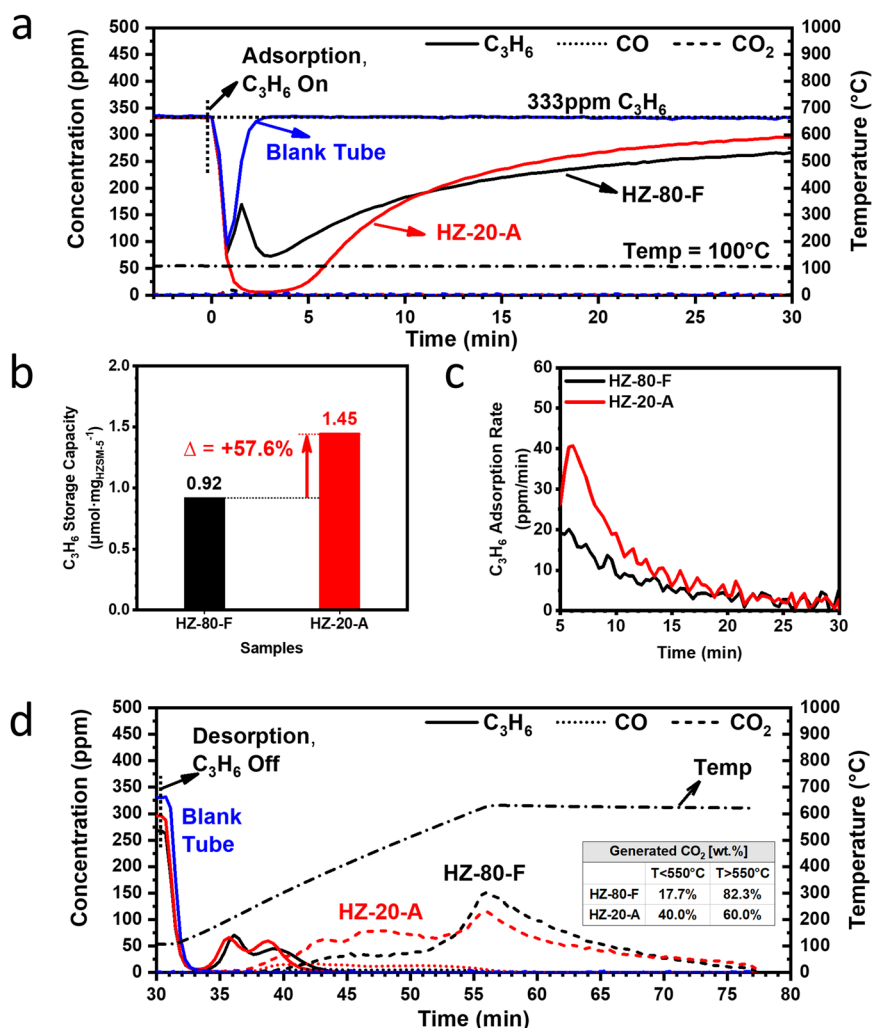 a
C₃H₆ CO CO₂
Adsorption,
C₃H₆ On
333ppm C₃H₆
Blank Tube
HZ-80-F
HZ-20-A
Temp = 100°C
Concentration (ppm)
500
450
400
350
300
250
200
150
100
50
0
Temperature (°C)
1000
900
800
700
600
500
400
300
200
100
0
0 5 10 15 20 25 30
Time (min)
b
C₃H₆ Storage Capacity
(μmol·mg_HZSM-5⁻¹)
2.0
1.5
1.0
0.5
0.0
Δ = +57.6%
1.45
0.92
HZ-80-F HZ-20-A
Samples
c
HZ-80-F
HZ-20-A
C₃H₆ Adsorption Rate
(ppm/min)
60
50
40
30
20
10
0
5 10 15 20 25 30
Time (min)
d
C₃H₆ CO CO₂
Desorption,
C₃H₆ Off
Blank
Tube
Temp
HZ-80-F
HZ-20-A
Generated CO₂ [wt.%]
T<550°C T>550°C
HZ-80-F 17.7% 82.3%
HZ-20-A 40.0% 60.0%
Concentration (ppm)
500
450
400
350
300
250
200
150
100
50
0
Temperature (°C)
1000
900
800
700
600
500
400
300
200
100
0
30 35 40 45 50 55 60 65 70 75 80
Time (min)